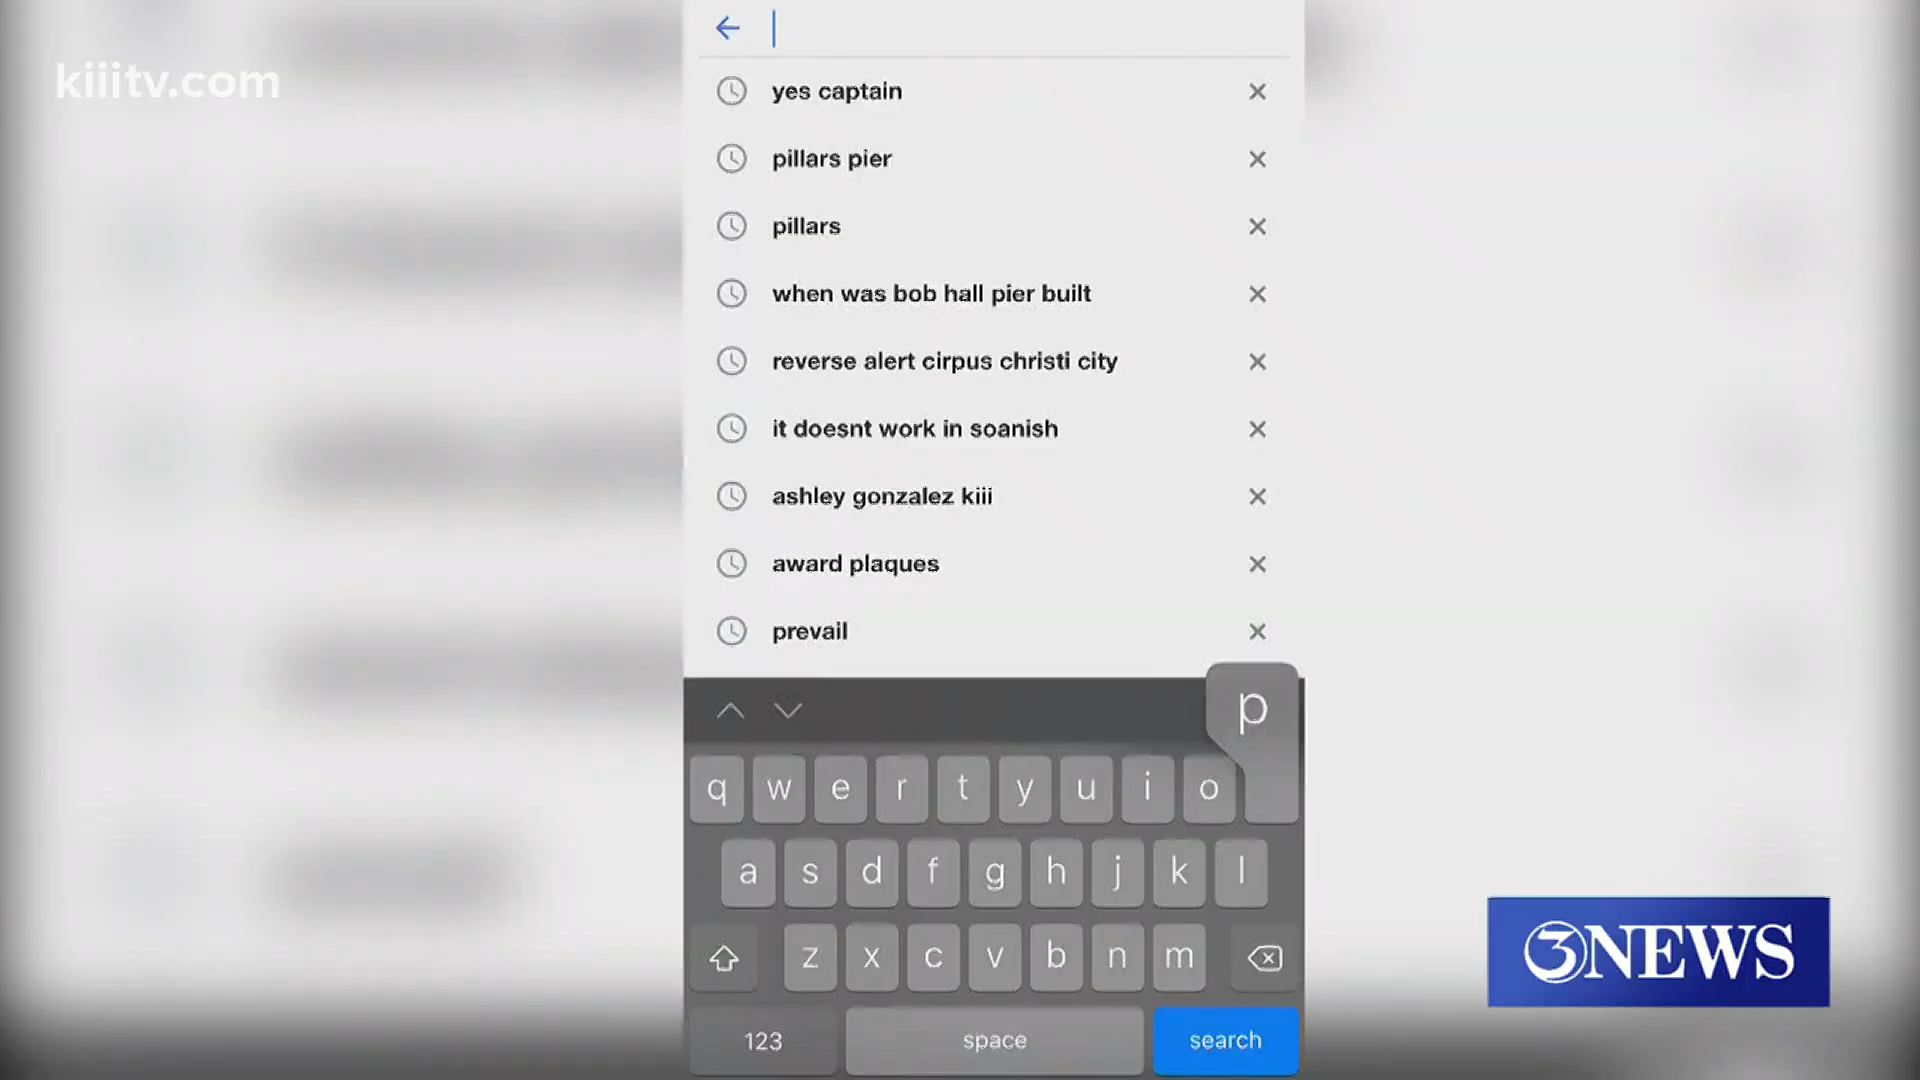 kiiitv.com
yes captain
pillars pier
pillars
when was bob hall pier built
reverse alert cirpus christi city
it doesnt work in soanish
ashley gonzalez kiii
award plaques
prevail
p
q w e r t y u i o
a s d f g h j k l
z x c v b n m
123 space search
3NEWS